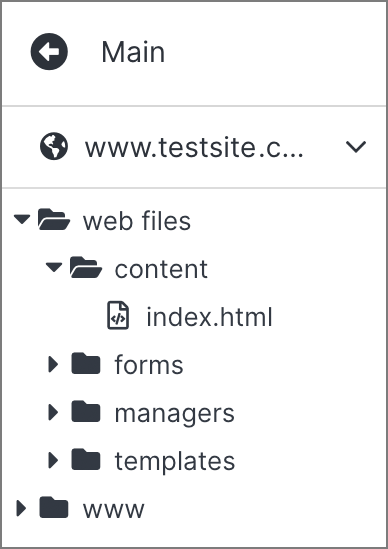 Main
www.testsite.c...
web files
content
index.html
forms
managers
templates
www